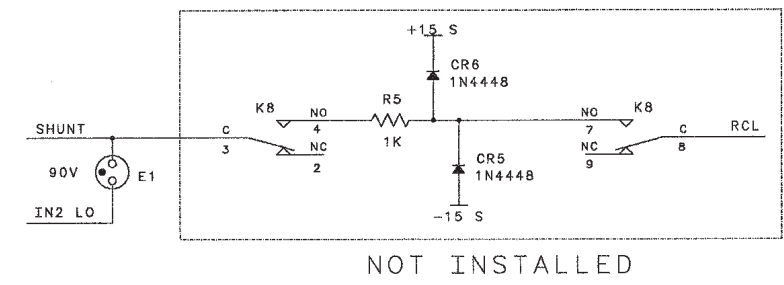 +15 S
CR6
1N4448
K8
NO
4
R5
1K
NO
7
K8
SHUNT
C
3
NC
2
NC
9
C
8
RCL
90V
E1
CR5
1N4448
IN2 LO
-15 S
NOT INSTALLED